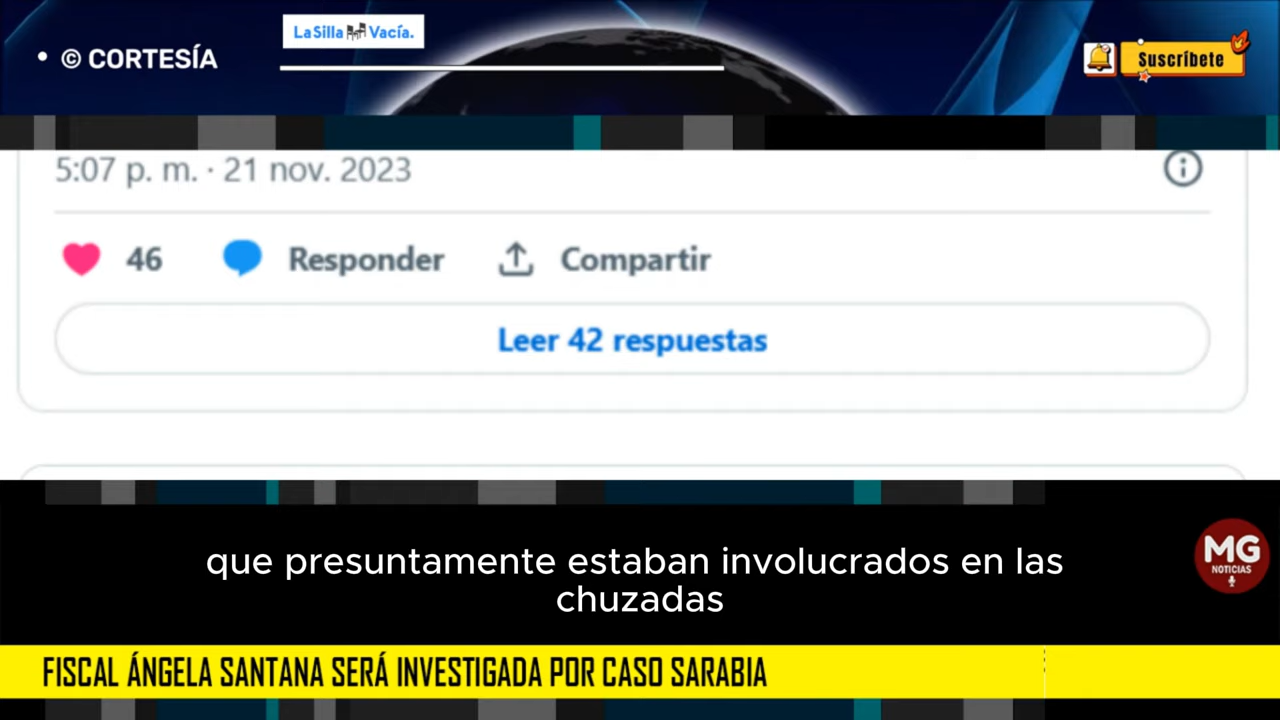 • © CORTESÍA
La Silla Vacía.
Suscríbete
5:07 p. m. · 21 nov. 2023
46 Responder Compartir
Leer 42 respuestas
que presuntamente estaban involucrados en las
chuzadas
MG
NOTICIAS
FISCAL ÁNGELA SANTANA SERÁ INVESTIGADA POR CASO SARABIA